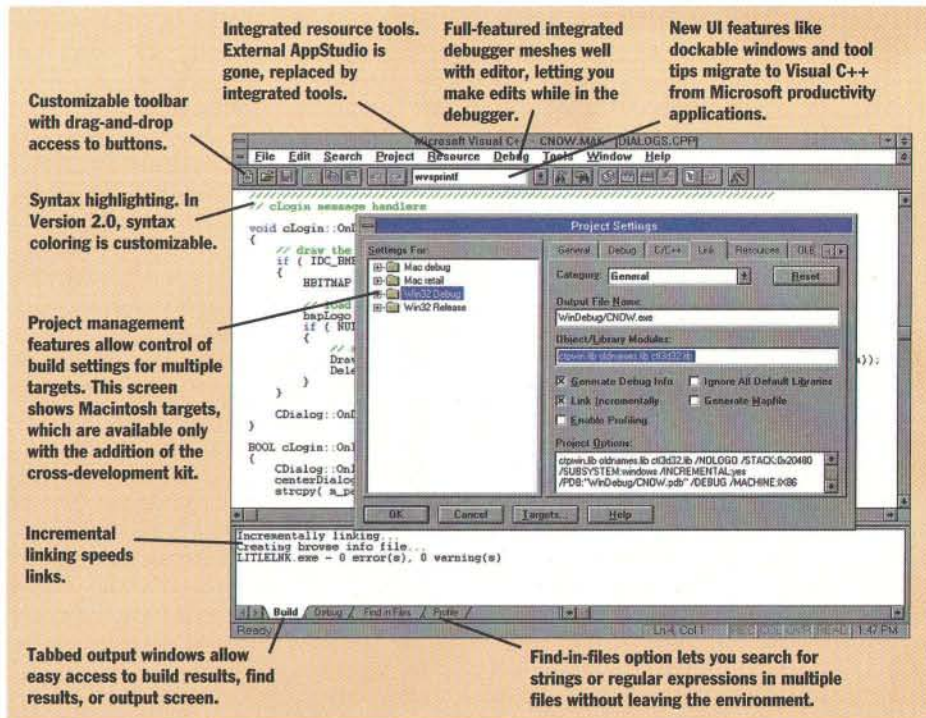 Integrated resource tools.
External AppStudio is
gone, replaced by
integrated tools.
Full-featured integrated
debugger meshes well
with editor, letting you
make edits while in the
debugger.
New UI features like
dockable windows and tool
tips migrate to Visual C++
from Microsoft productivity
applications.
Customizable toolbar
with drag-and-drop
access to buttons.
Syntax highlighting. In
Version 2.0, syntax
coloring is customizable.
Project management
features allow control of
build settings for multiple
targets. This screen
shows Macintosh targets,
which are available only
with the addition of the
cross-development kit.
Incremental
linking speeds
links.
Tabbed output windows allow
easy access to build results, find
results, or output screen.
Find-in-files option lets you search for
strings or regular expressions in multiple
files without leaving the environment.
Microsoft Visual C++ - CNOW.MAK - [DIALOGS.CPP]
File Edit Search Project Resource Debug Tools Window Help
wvsprintf
// cLogin message handlers
void cLogin::OnD
{
// draw the
if ( IDC_BME
{
HBITMAP
// load
bmpLogo
if ( NUL
{
//
Draw
Dele
}
}
CDialog::OnD
}
BOOL cLogin::OnI
{
CDialog::OnI
centerDialog
strcpy( m_pe
});
Project Settings
Settings For:
Mac debug
Mac retail
Win32 Debug
Win32 Release
General Debug C/C++ Link Resources OLE
Category: General Reset
Output File Name:
WinDebug/CNOW.exe
Object/Library Modules:
ctpwin.lib oldnames.lib ctl3d32.lib
Generate Debug Info Ignore All Default Libraries
Link Incrementally Generate Mapfile
Enable Profiling
Project Options:
ctpwin.lib oldnames.lib ctl3d32.lib /NOLOGO /STACK:0x20480
/SUBSYSTEM:windows /INCREMENTAL:yes
/PDB:"WinDebug/CNOW.pdb" /DEBUG /MACHINE:IX86
OK Cancel Targets... Help
Incrementally linking...
Creating browse info file...
LITLELNK.exe - 0 error(s), 0 warning(s)
Build Debug Find in Files Profile
Ready Ln 4, Col 1 REC COL OVR READ 1:47 PM